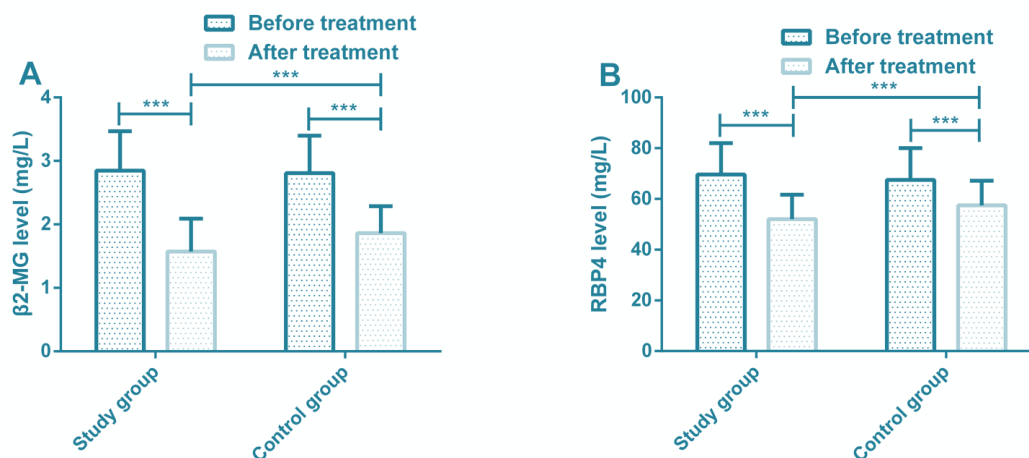 A
Before treatment
After treatment
***
***
***
β2-MG level (mg/L)
4
3
2
1
0
Study group
Control group
B
Before treatment
After treatment
***
***
***
RBP4 level (mg/L)
100
80
60
40
20
0
Study group
Control group